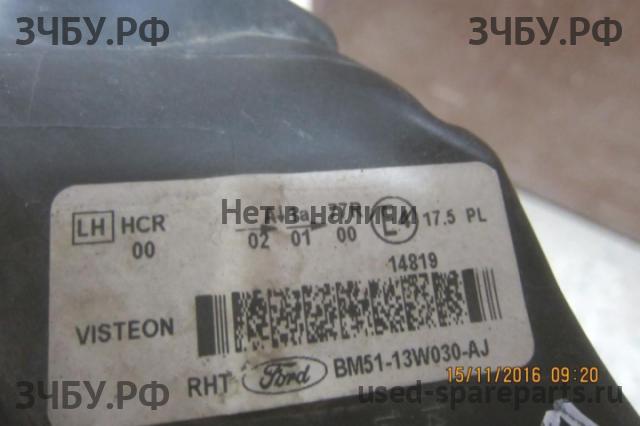 ЗЧБУ.РФ ЗЧБУ.РФ
LH HCR 17.5 PL
00 02 01 00
Нет в наличии
14819
VISTEON
RHT Ford BM51-13W030-AJ
15/11/2016 09:20
ЗЧБУ.РФ used-spareparts.ru